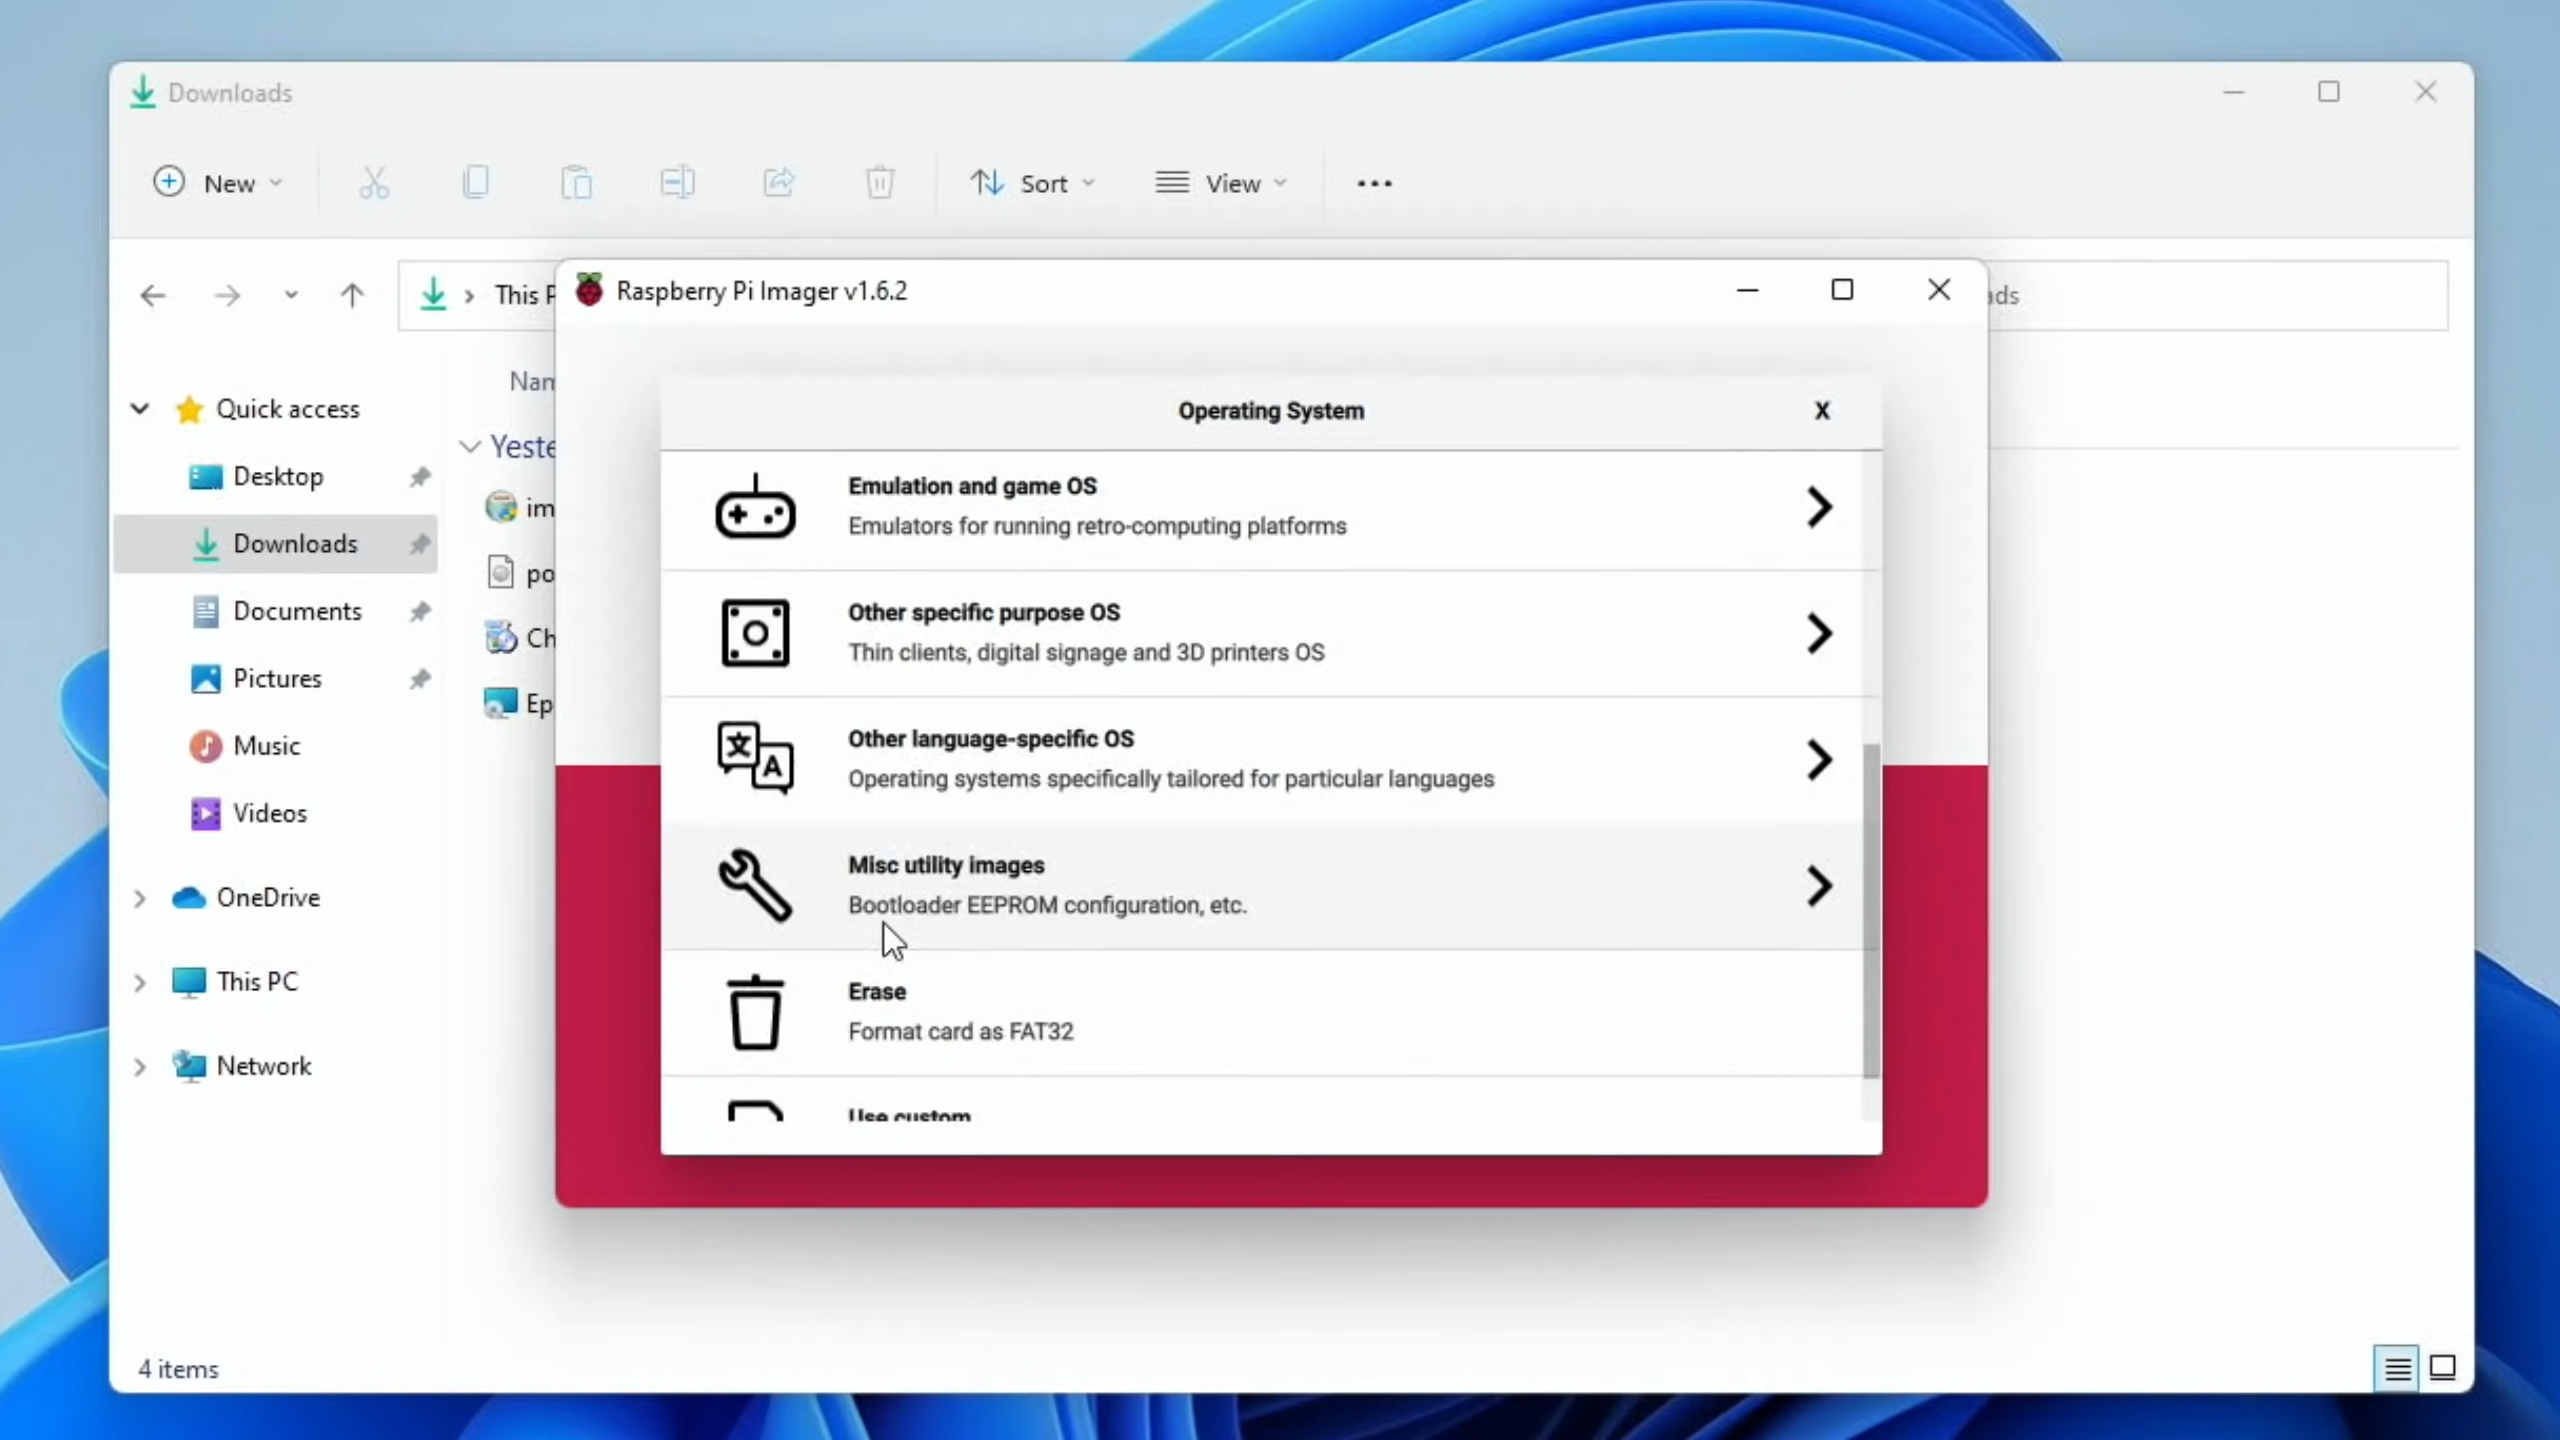 Downloads
New
Sort
View
This P
ads
Raspberry Pi Imager v1.6.2
Nam
Quick access
Desktop
Downloads
Documents
Pictures
Music
Videos
OneDrive
This PC
Network
Yeste
im
po
Ch
Ep
Operating System
X
Emulation and game OS
Emulators for running retro-computing platforms
Other specific purpose OS
Thin clients, digital signage and 3D printers OS
Other language-specific OS
Operating systems specifically tailored for particular languages
Misc utility images
Bootloader EEPROM configuration, etc.
Erase
Format card as FAT32
Use custom
4 items